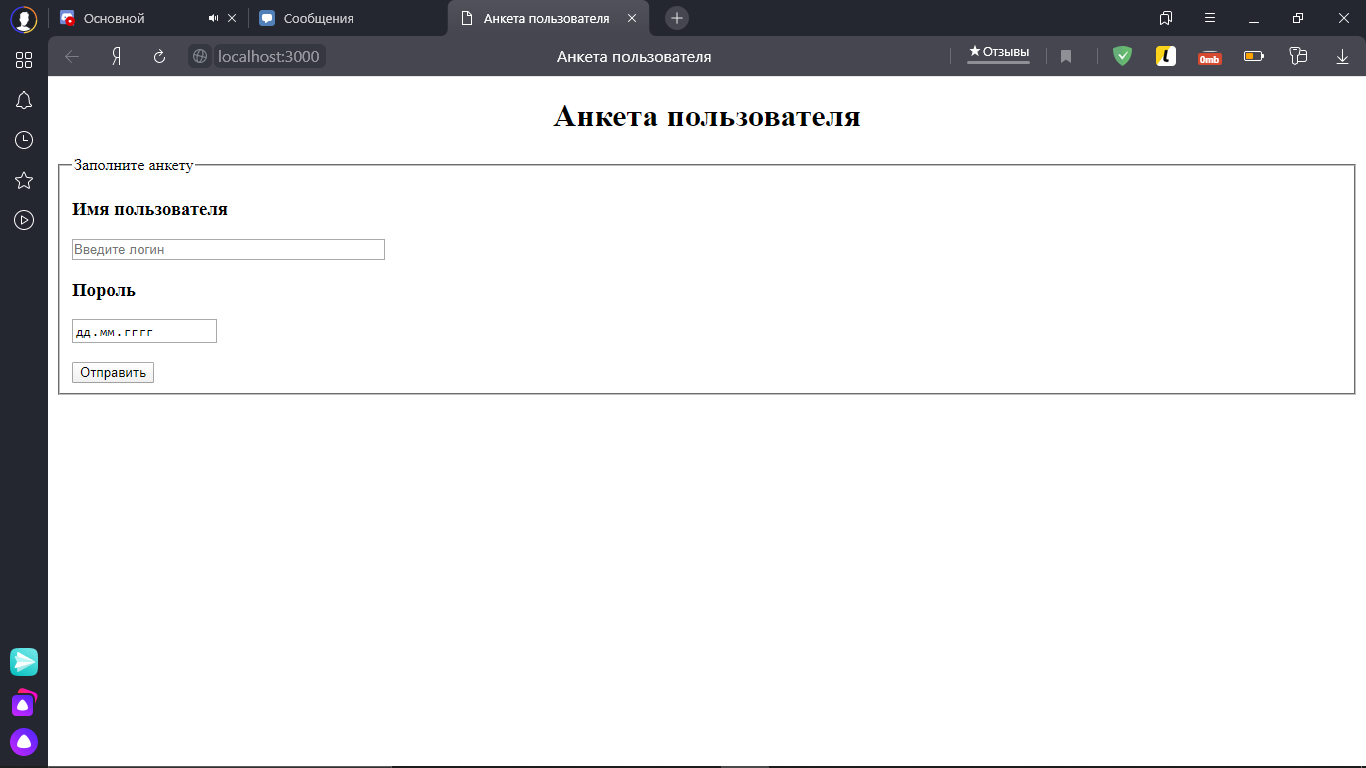 Основной
Сообщения
Анкета пользователя
Я
localhost:3000
Анкета пользователя
★ Отзывы
L
0mb
Анкета пользователя
Заполните анкету
Имя пользователя
Введите логин
Пороль
дд.мм.гггг
Отправить